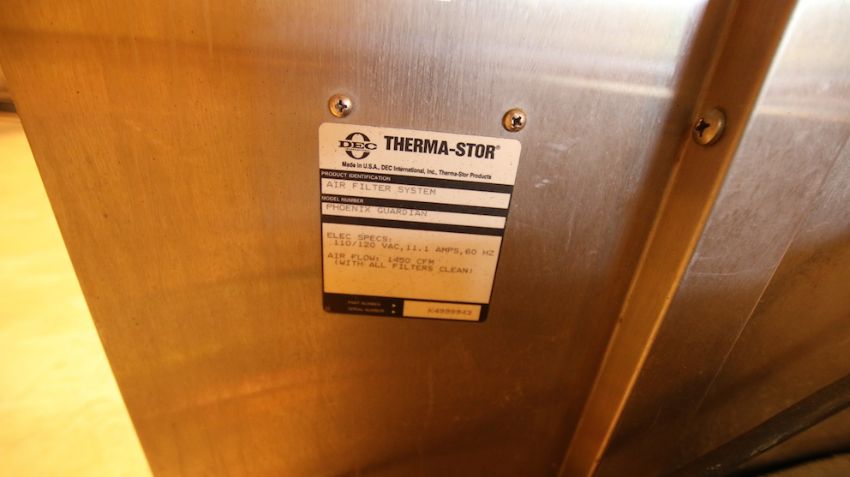 DEC THERMA-STOR®
Made in U.S.A., DEC International, Inc., Therma-Stor Products
PRODUCT IDENTIFICATION
AIR FILTER SYSTEM
MODEL NUMBER
PHOENIX GUARDIAN
ELEC SPECS:
110/120 VAC,11.1 AMPS,60 HZ
AIR FLOW: 1450 CFM
(WITH ALL FILTERS CLEAN)
PART NUMBER
SERIAL NUMBER